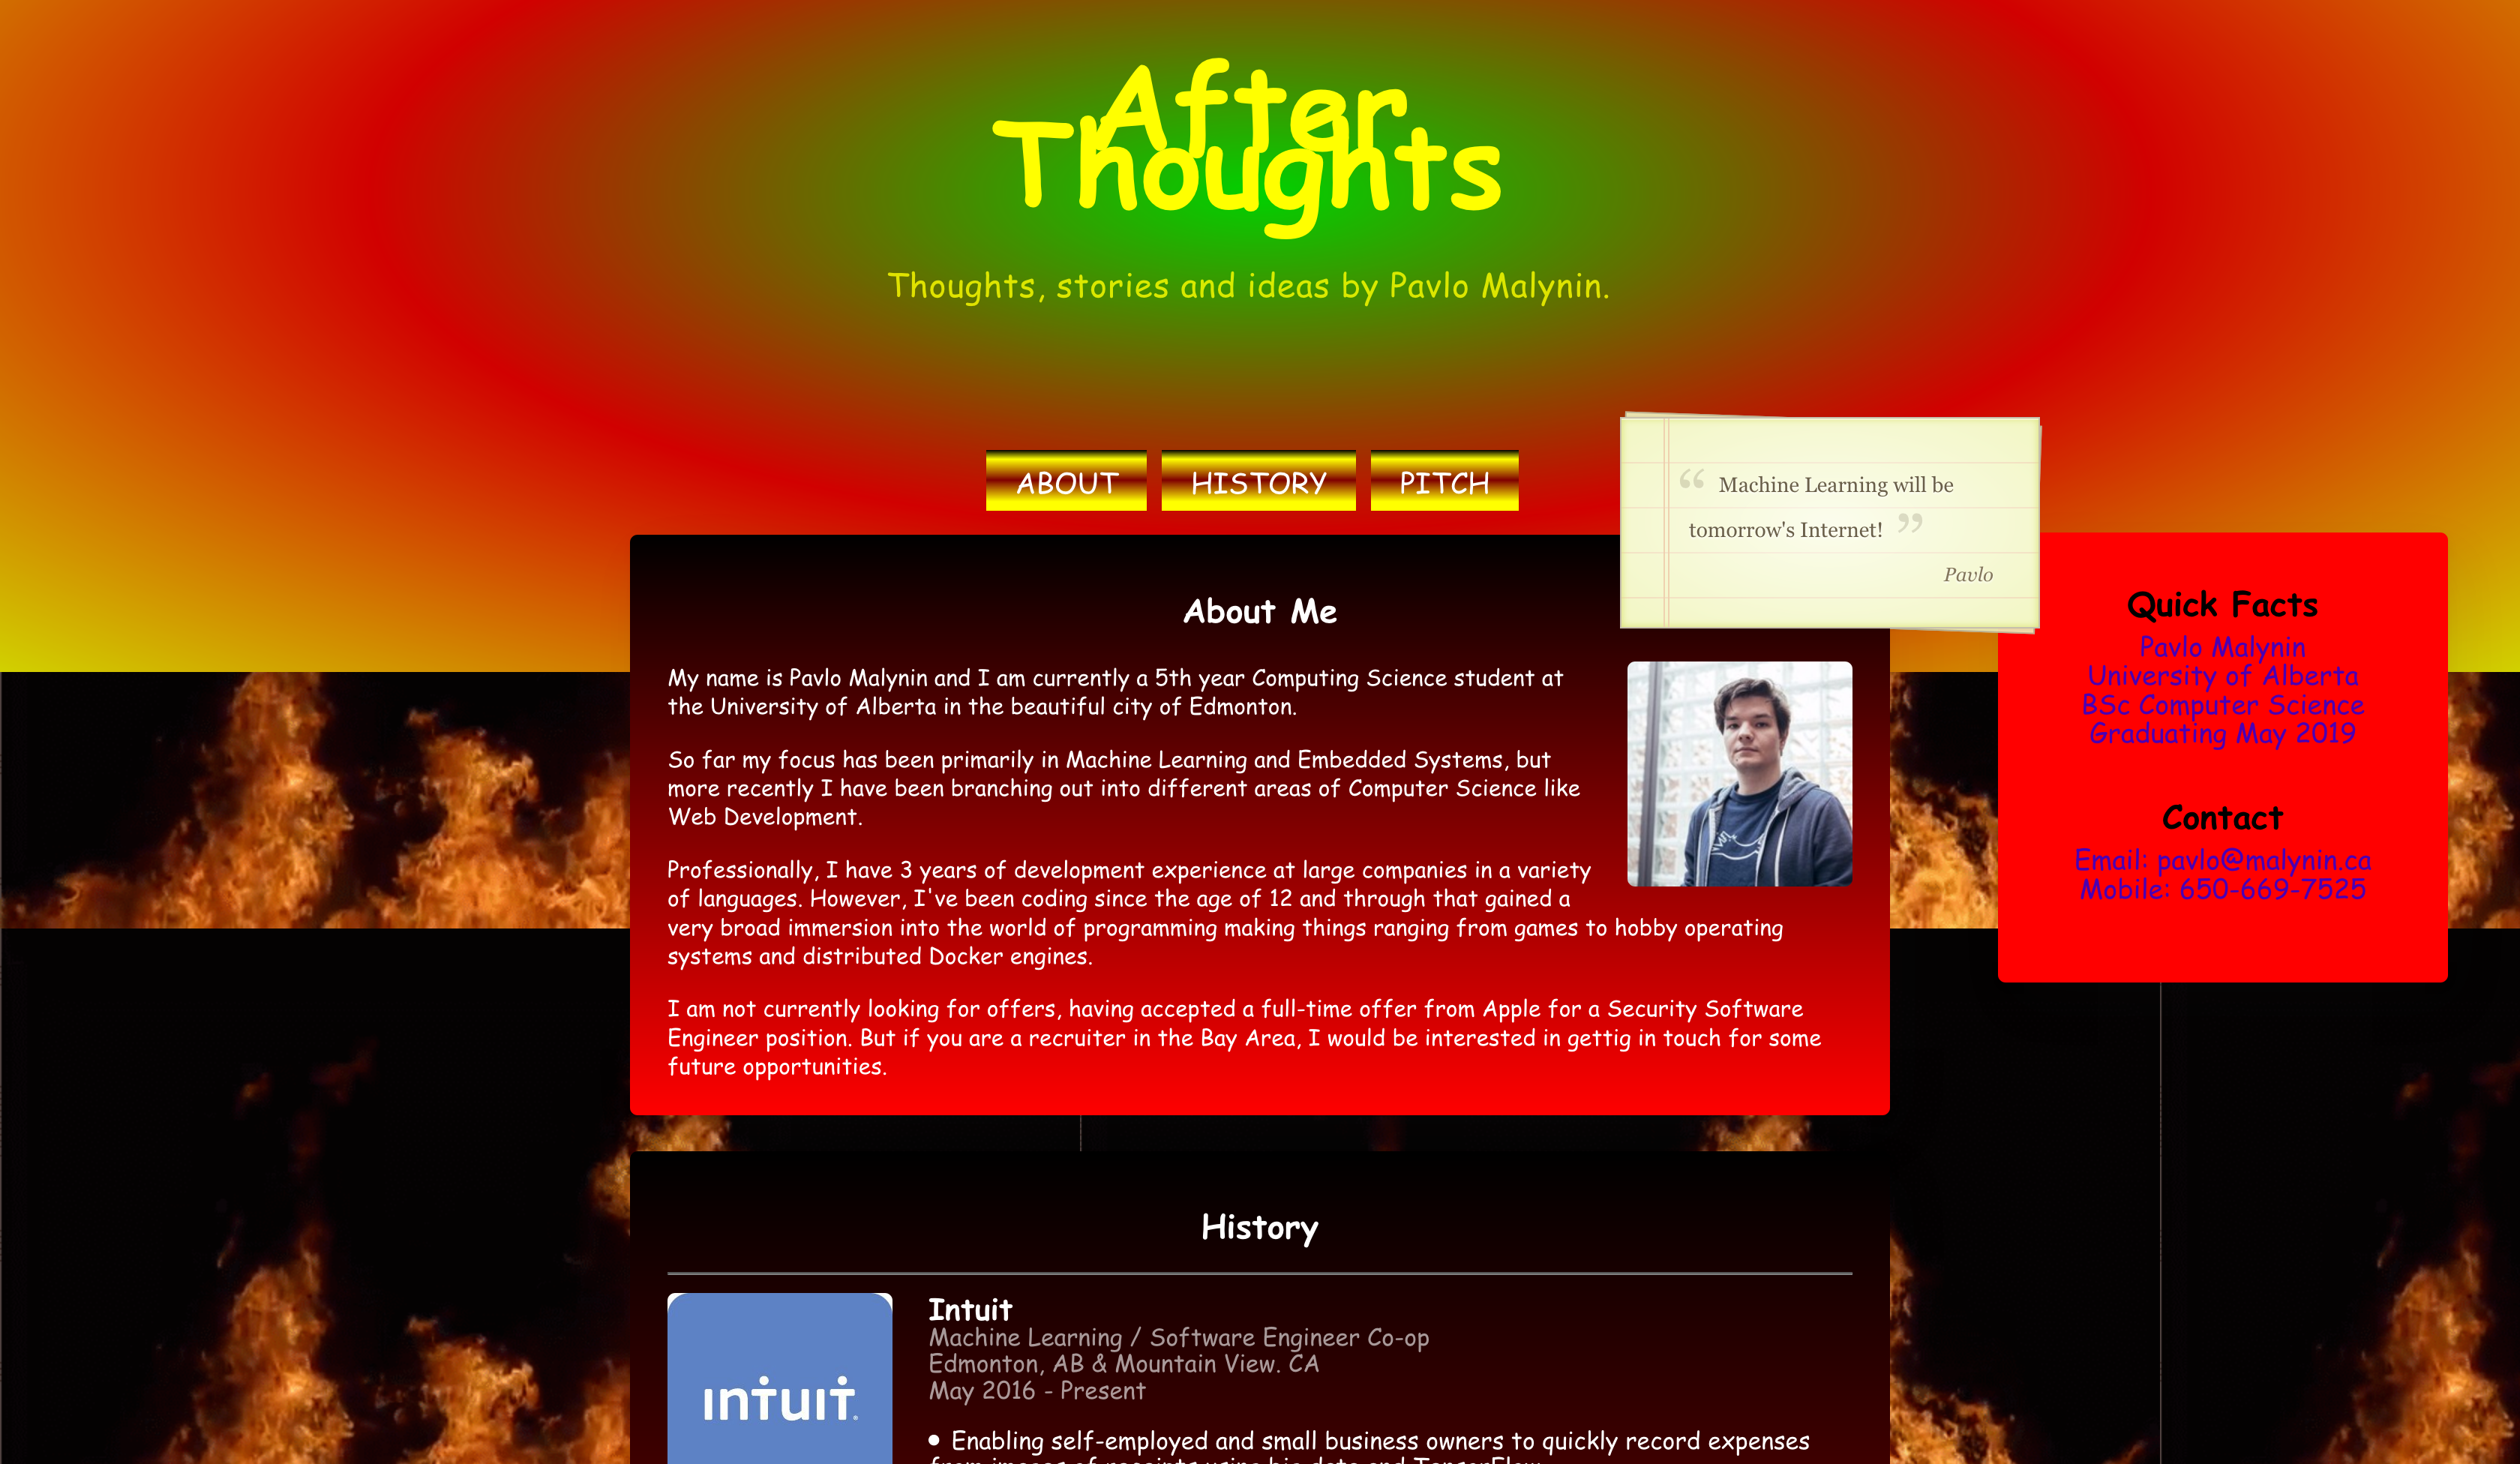 After
Thoughts
Thoughts, stories and ideas by Pavlo Malynin.
ABOUT HISTORY PITCH
“ Machine Learning will be
tomorrow's Internet! ”
Pavlo
About Me
My name is Pavlo Malynin and I am currently a 5th year Computing Science student at
the University of Alberta in the beautiful city of Edmonton.
So far my focus has been primarily in Machine Learning and Embedded Systems, but
more recently I have been branching out into different areas of Computer Science like
Web Development.
Professionally, I have 3 years of development experience at large companies in a variety
of languages. However, I've been coding since the age of 12 and through that gained a
very broad immersion into the world of programming making things ranging from games to hobby operating
systems and distributed Docker engines.
I am not currently looking for offers, having accepted a full-time offer from Apple for a Security Software
Engineer position. But if you are a recruiter in the Bay Area, I would be interested in gettig in touch for some
future opportunities.
Quick Facts
Pavlo Malynin
University of Alberta
BSc Computer Science
Graduating May 2019
Contact
Email: pavlo@malynin.ca
Mobile: 650-669-7525
History
intuit
Intuit
Machine Learning / Software Engineer Co-op
Edmonton, AB & Mountain View. CA
May 2016 - Present
• Enabling self-employed and small business owners to quickly record expenses
from images of receipts using big data and TensorFlow